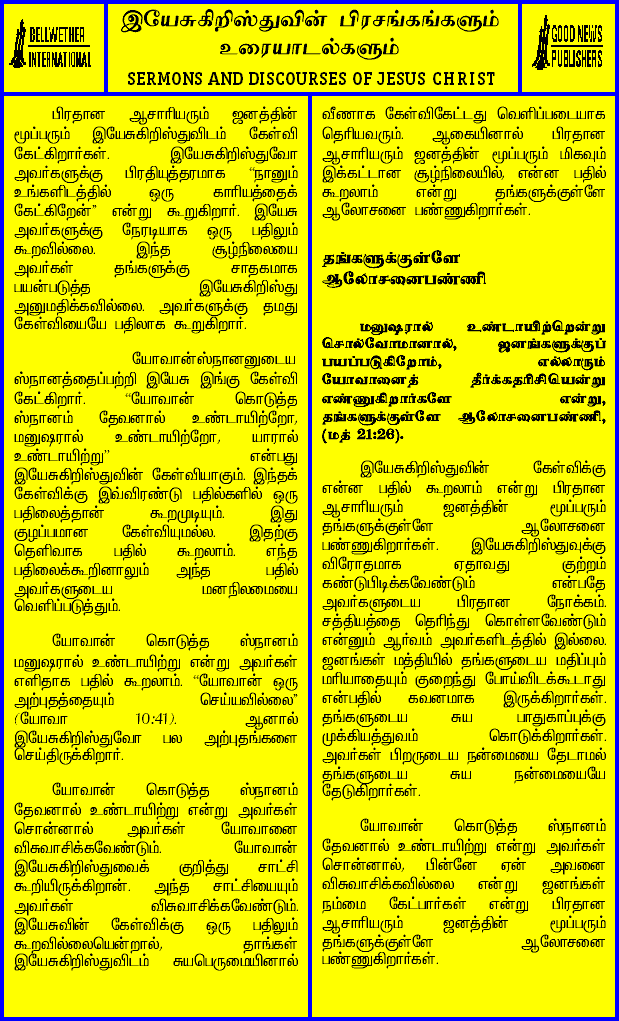 BELLWETHER
INTERNATIONAL
இயேசுகிறிஸ்துவின் பிரசங்கங்களும்
உரையாடல்களும்
SERMONS AND DISCOURSES OF JESUS CHRIST
GOOD NEWS
PUBLISHERS
பிரதான ஆசாரியரும் ஜனத்தின்
மூப்பரும் இயேசுகிறிஸ்துவிடம் கேள்வி
கேட்கிறார்கள். இயேசுகிறிஸ்துவோ
அவர்களுக்கு பிரதியுத்தரமாக "நானும்
உங்களிடத்தில் ஒரு காரியத்தைக்
கேட்கிறேன்" என்று கூறுகிறார். இயேசு
அவர்களுக்கு நேரடியாக ஒரு பதிலும்
கூறவில்லை. இந்த சூழ்நிலையை
அவர்கள் தங்களுக்கு சாதகமாக
பயன்படுத்த இயேசுகிறிஸ்து
அனுமதிக்கவில்லை. அவர்களுக்கு தமது
கேள்வியையே பதிலாக கூறுகிறார்.
யோவான்ஸ்நானனுடைய
ஸ்நானத்தைப்பற்றி இயேசு இங்கு கேள்வி
கேட்கிறார். "யோவான் கொடுத்த
ஸ்நானம் தேவனால் உண்டாயிற்றோ,
மனுஷரால் உண்டாயிற்றோ, யாரால்
உண்டாயிற்று" என்பது
இயேசுகிறிஸ்துவின் கேள்வியாகும். இந்தக்
கேள்விக்கு இவ்விரண்டு பதில்களில் ஒரு
பதிலைத்தான் கூறமுடியும். இது
குழப்பமான கேள்வியுமல்ல. இதற்கு
தெளிவாக பதில் கூறலாம். எந்த
பதிலைக்கூறினாலும் அந்த பதில்
அவர்களுடைய மனநிலைமையை
வெளிப்படுத்தும்.
யோவான் கொடுத்த ஸ்நானம்
மனுஷரால் உண்டாயிற்று என்று அவர்கள்
எளிதாக பதில் கூறலாம். "யோவான் ஒரு
அற்புதத்தையும் செய்யவில்லை"
(யோவா 10:41). ஆனால்
இயேசுகிறிஸ்துவோ பல அற்புதங்களை
செய்திருக்கிறார்.
யோவான் கொடுத்த ஸ்நானம்
தேவனால் உண்டாயிற்று என்று அவர்கள்
சொன்னால் அவர்கள் யோவானை
விசுவாசிக்கவேண்டும். யோவான்
இயேசுகிறிஸ்துவைக் குறித்து சாட்சி
கூறியிருக்கிறான். அந்த சாட்சியையும்
அவர்கள் விசுவாசிக்கவேண்டும்.
இயேசுவின் கேள்விக்கு ஒரு பதிலும்
கூறவில்லையென்றால், தாங்கள்
இயேசுகிறிஸ்துவிடம் சுயபெருமையினால்
வீணாக கேள்விகேட்டது வெளிப்படையாக
தெரியவரும். ஆகையினால் பிரதான
ஆசாரியரும் ஜனத்தின் மூப்பரும் மிகவும்
இக்கட்டான சூழ்நிலையில், என்ன பதில்
கூறலாம் என்று தங்களுக்குள்ளே
ஆலோசனை பண்ணுகிறார்கள்.
தங்களுக்குள்ளே
ஆலோசனைபண்ணி
மனுஷரால் உண்டாயிற்றென்று
சொல்வோமானால், ஜனங்களுக்குப்
பயப்படுகிறோம், எல்லாரும்
யோவானைத் தீர்க்கதரிசியென்று
எண்ணுகிறார்களே என்று,
தங்களுக்குள்ளே ஆலோசனைபண்ணி,
(மத் 21:26).
இயேசுகிறிஸ்துவின் கேள்விக்கு
என்ன பதில் கூறலாம் என்று பிரதான
ஆசாரியரும் ஜனத்தின் மூப்பரும்
தங்களுக்குள்ளே ஆலோசனை
பண்ணுகிறார்கள். இயேசுகிறிஸ்துவுக்கு
விரோதமாக ஏதாவது குற்றம்
கண்டுபிடிக்கவேண்டும் என்பதே
அவர்களுடைய பிரதான நோக்கம்.
சத்தியத்தை தெரிந்து கொள்ளவேண்டும்
என்னும் ஆர்வம் அவர்களிடத்தில் இல்லை.
ஜனங்கள் மத்தியில் தங்களுடைய மதிப்பும்
மரியாதையும் குறைந்து போய்விடக்கூடாது
என்பதில் கவனமாக இருக்கிறார்கள்.
தங்களுடைய சுய பாதுகாப்புக்கு
முக்கியத்துவம் கொடுக்கிறார்கள்.
அவர்கள் பிறருடைய நன்மையை தேடாமல்
தங்களுடைய சுய நன்மையையே
தேடுகிறார்கள்.
யோவான் கொடுத்த ஸ்நானம்
தேவனால் உண்டாயிற்று என்று அவர்கள்
சொன்னால், பின்னே ஏன் அவனை
விசுவாசிக்கவில்லை என்று ஜனங்கள்
நம்மை கேட்பார்கள் என்று பிரதான
ஆசாரியரும் ஜனத்தின் மூப்பரும்
தங்களுக்குள்ளே ஆலோசனை
பண்ணுகிறார்கள்.